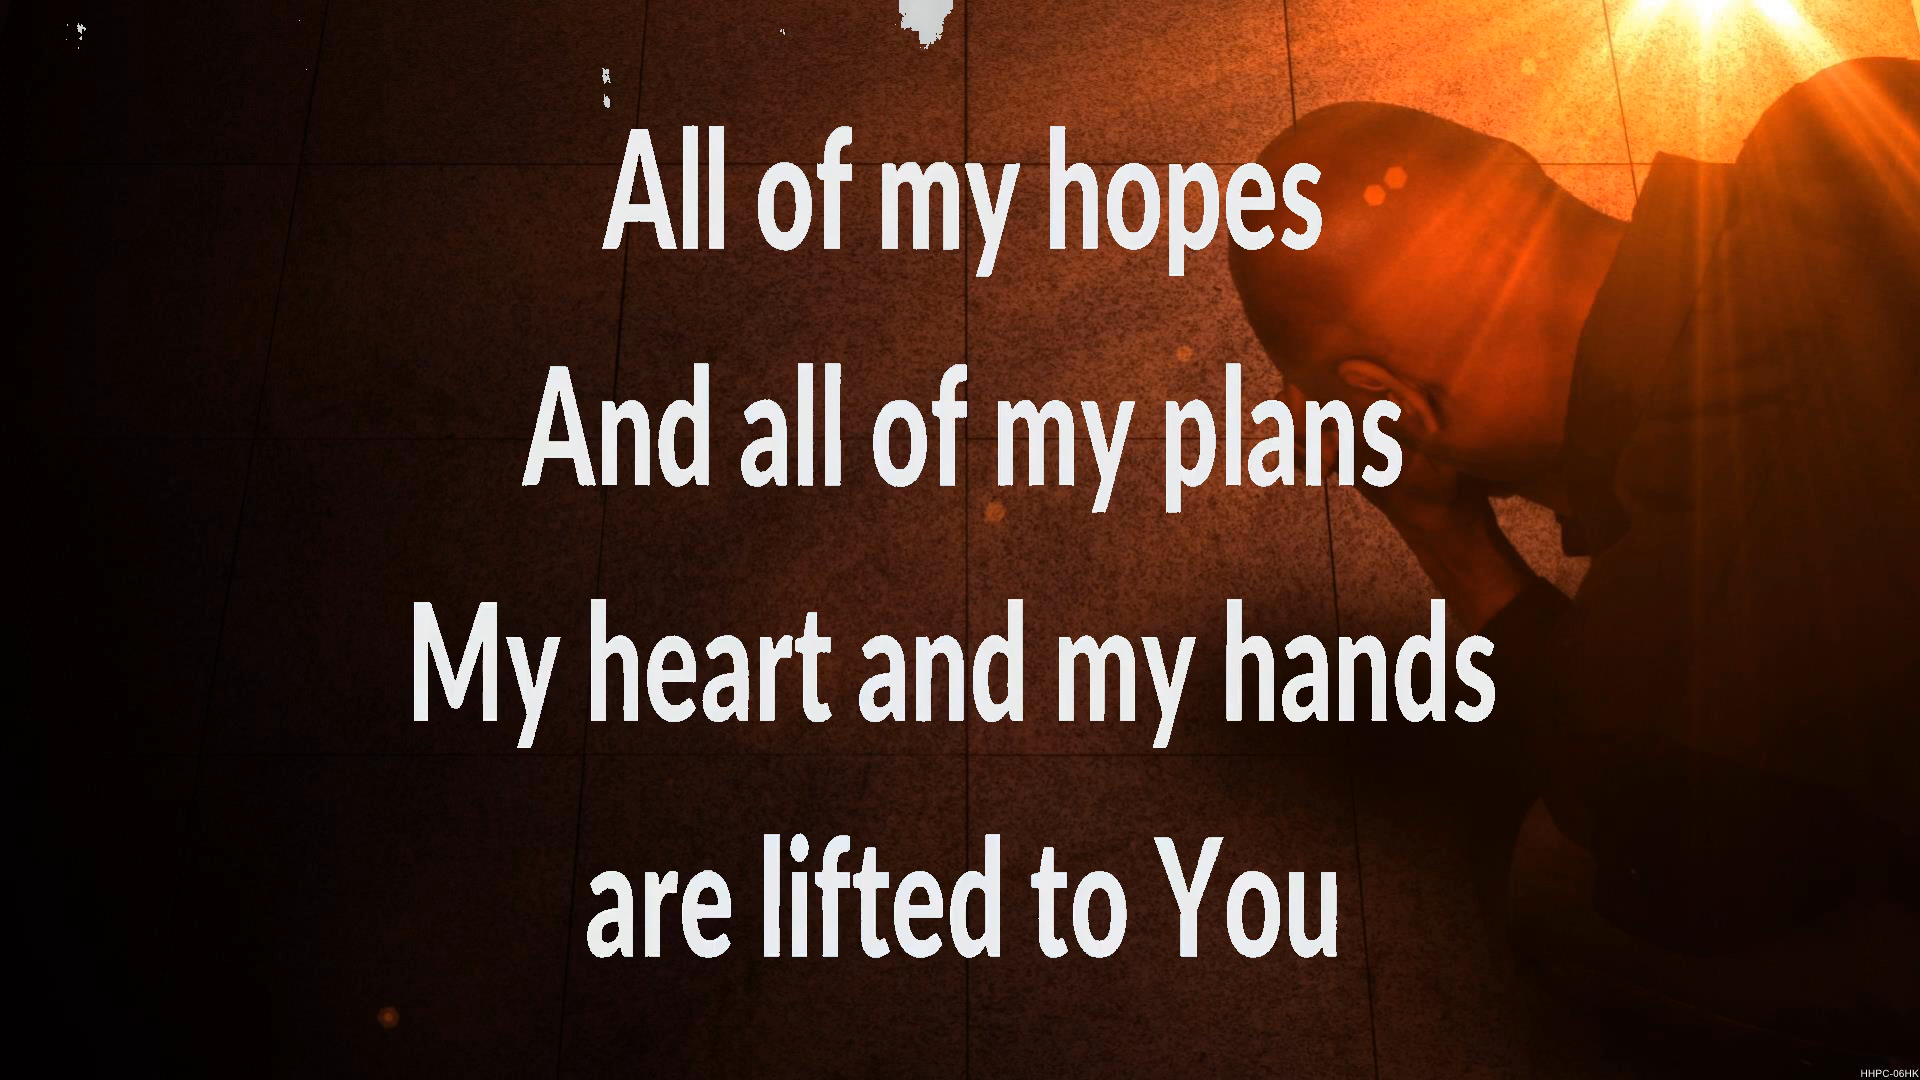 All of my hopes
And all of my plans
My heart and my hands
are lifted to You
HHPC-06HK